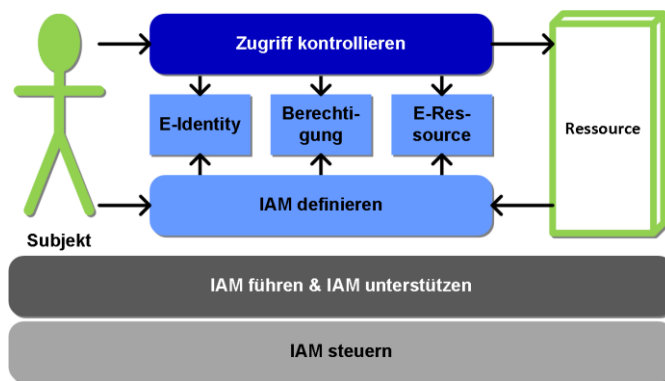 Zugriff kontrollieren
E-Identity
Berechti-
gung
E-Res-
source
Ressource
IAM definieren
Subjekt
IAM führen & IAM unterstützen
IAM steuern